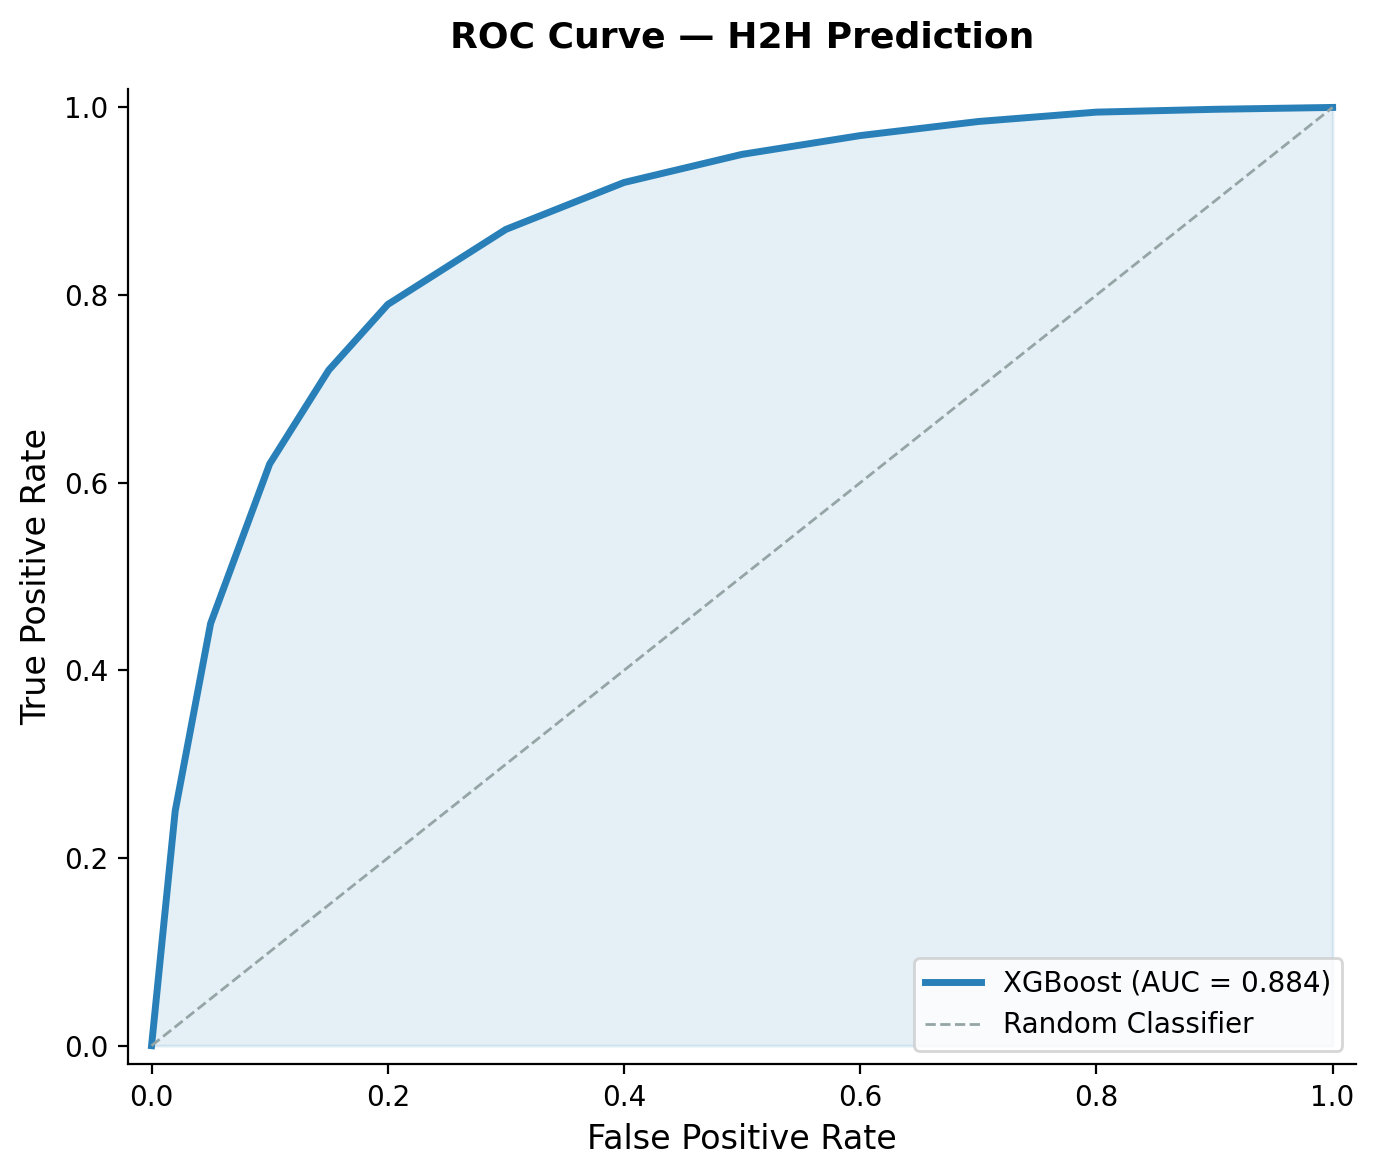 ROC Curve — H2H Prediction
True Positive Rate
1.0
0.8
0.6
0.4
0.2
0.0
XGBoost (AUC = 0.884)
Random Classifier
0.0 0.2 0.4 0.6 0.8 1.0
False Positive Rate